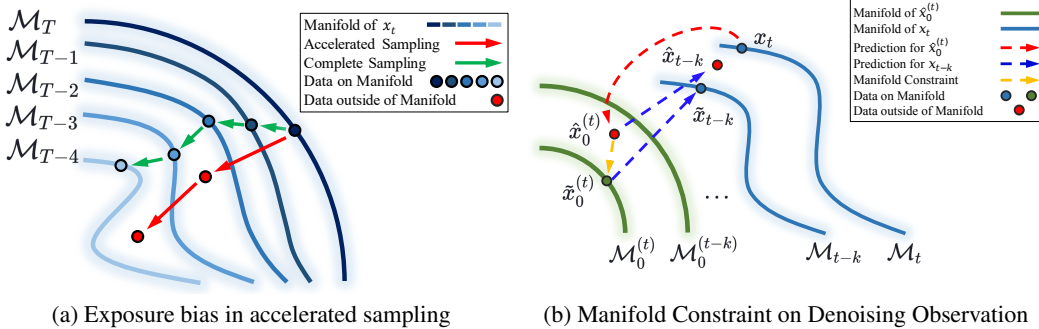 M_T
M_{T−1}
M_{T−2}
M_{T−3}
M_{T−4}
Manifold of x_t
Accelerated Sampling
Complete Sampling
Data on Manifold
Data outside of Manifold
(a) Exposure bias in accelerated sampling
Manifold of x̂_0^{(t)}
Manifold of x_t
Prediction for x̂_0^{(t)}
Prediction for x_{t−k}
Manifold Constraint
Data on Manifold
Data outside of Manifold
x_t
x̂_{t−k}
x̃_{t−k}
x̂_0^{(t)}
x̃_0^{(t)}
...
M_0^{(t)}
M_0^{(t−k)}
M_{t−k}
M_t
(b) Manifold Constraint on Denoising Observation